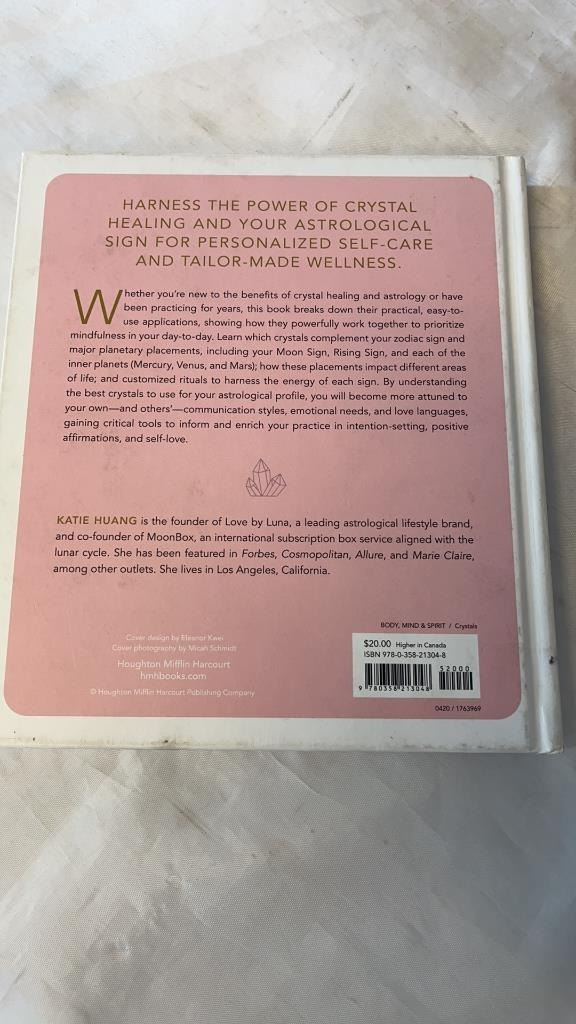 HARNESS THE POWER OF CRYSTAL
HEALING AND YOUR ASTROLOGICAL
SIGN FOR PERSONALIZED SELF-CARE
AND TAILOR-MADE WELLNESS.
Whether you're new to the benefits of crystal healing and astrology or have
been practicing for years, this book breaks down their practical, easy-to-
use applications, showing how they powerfully work together to prioritize
mindfulness in your day-to-day. Learn which crystals complement your zodiac sign and
major planetary placements, including your Moon Sign, Rising Sign, and each of the
inner planets (Mercury, Venus, and Mars); how these placements impact different areas
of life; and customized rituals to harness the energy of each sign. By understanding
the best crystals to use for your astrological profile, you will become more attuned to
your own—and others'—communication styles, emotional needs, and love languages,
gaining critical tools to inform and enrich your practice in intention-setting, positive
affirmations, and self-love.
KATIE HUANG is the founder of Love by Luna, a leading astrological lifestyle brand,
and co-founder of MoonBox, an international subscription box service aligned with the
lunar cycle. She has been featured in Forbes, Cosmopolitan, Allure, and Marie Claire,
among other outlets. She lives in Los Angeles, California.
Cover design by Eleanor Kwei
Cover photography by Micah Schmidt
Houghton Mifflin Harcourt
hmhbooks.com
© Houghton Mifflin Harcourt Publishing Company
BODY, MIND & SPIRIT / Crystals
$20.00 Higher in Canada
ISBN 978-0-358-21304-8
52000
9 780358 213048
0420 / 1763969